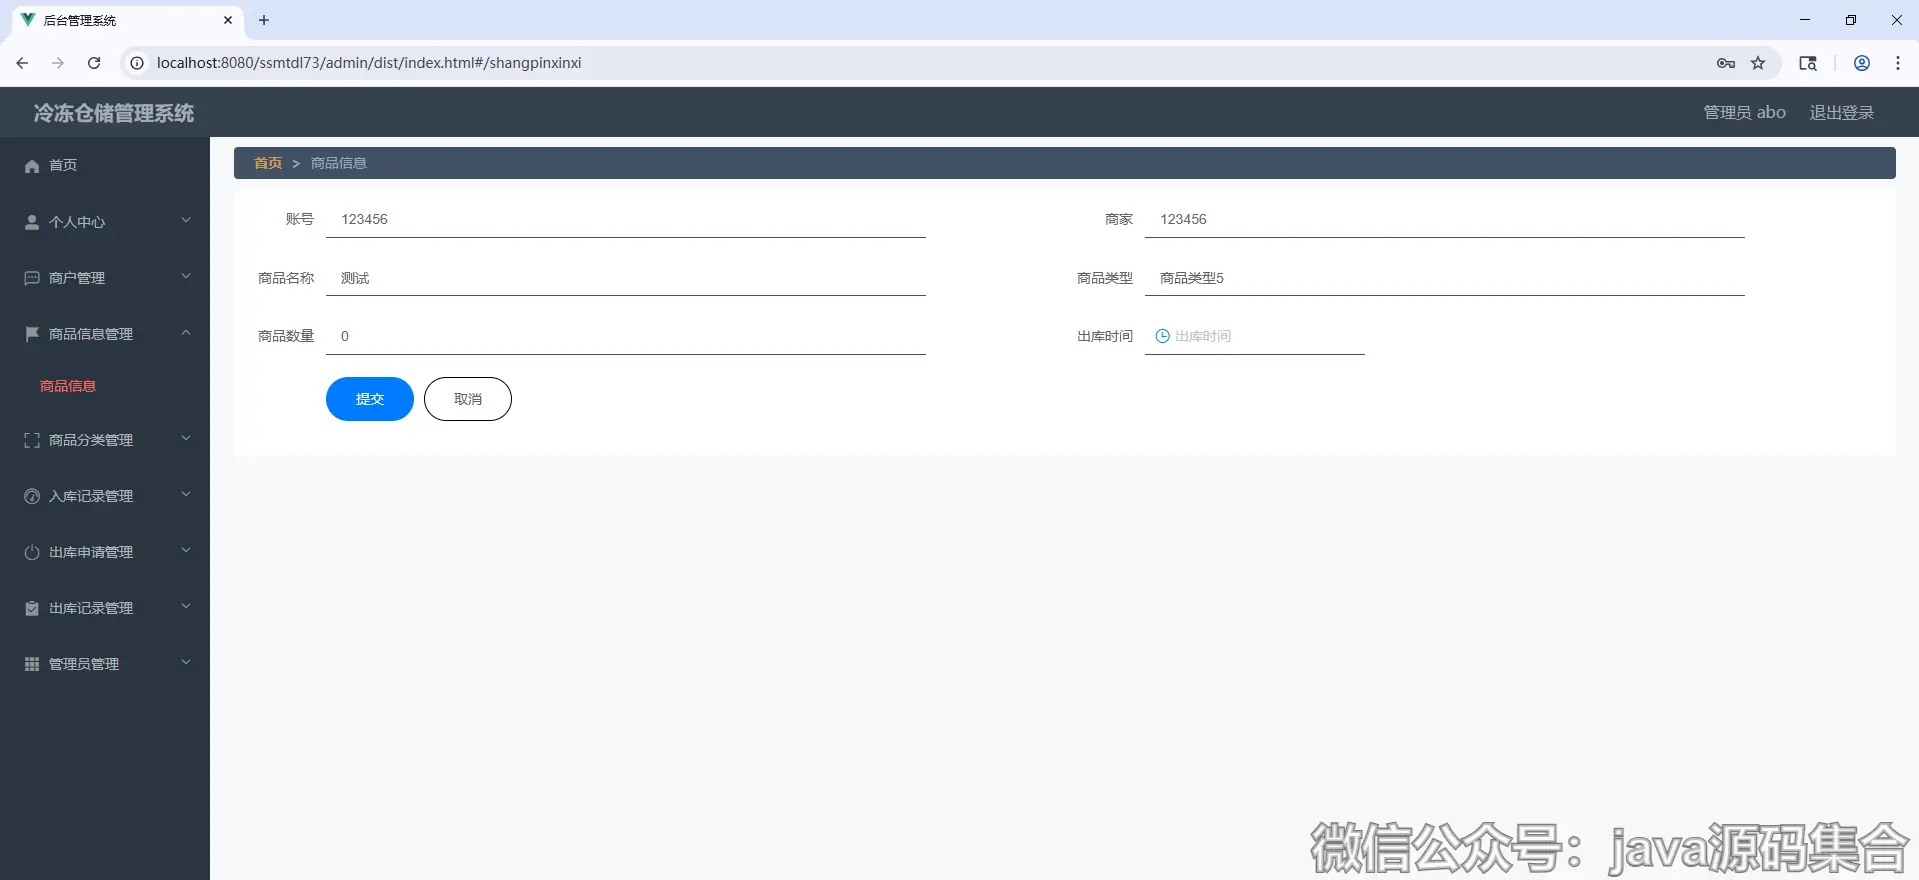 后台管理系统
localhost:8080/ssmtdl73/admin/dist/index.html#/shangpinxinxi
冷冻仓储管理系统
管理员 abo 退出登录
首页
个人中心
商户管理
商品信息管理
商品信息
商品分类管理
入库记录管理
出库申请管理
出库记录管理
管理员管理
首页 > 商品信息
账号 123456 商家 123456
商品名称 测试 商品类型 商品类型5
商品数量 0 出库时间 出库时间
提交 取消
微信公众号：java源码集合